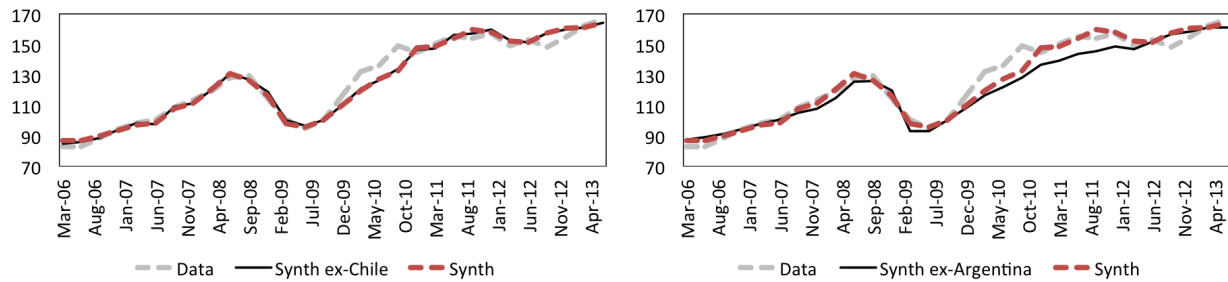 170
150
130
110
90
70
Mar-06
Aug-06
Jan-07
Jun-07
Nov-07
Apr-08
Sep-08
Feb-09
Jul-09
Dec-09
May-10
Oct-10
Mar-11
Aug-11
Jan-12
Jun-12
Nov-12
Apr-13
Data Synth ex-Chile Synth
170
150
130
110
90
70
Mar-06
Aug-06
Jan-07
Jun-07
Nov-07
Apr-08
Sep-08
Feb-09
Jul-09
Dec-09
May-10
Oct-10
Mar-11
Aug-11
Jan-12
Jun-12
Nov-12
Apr-13
Data Synth ex-Argentina Synth